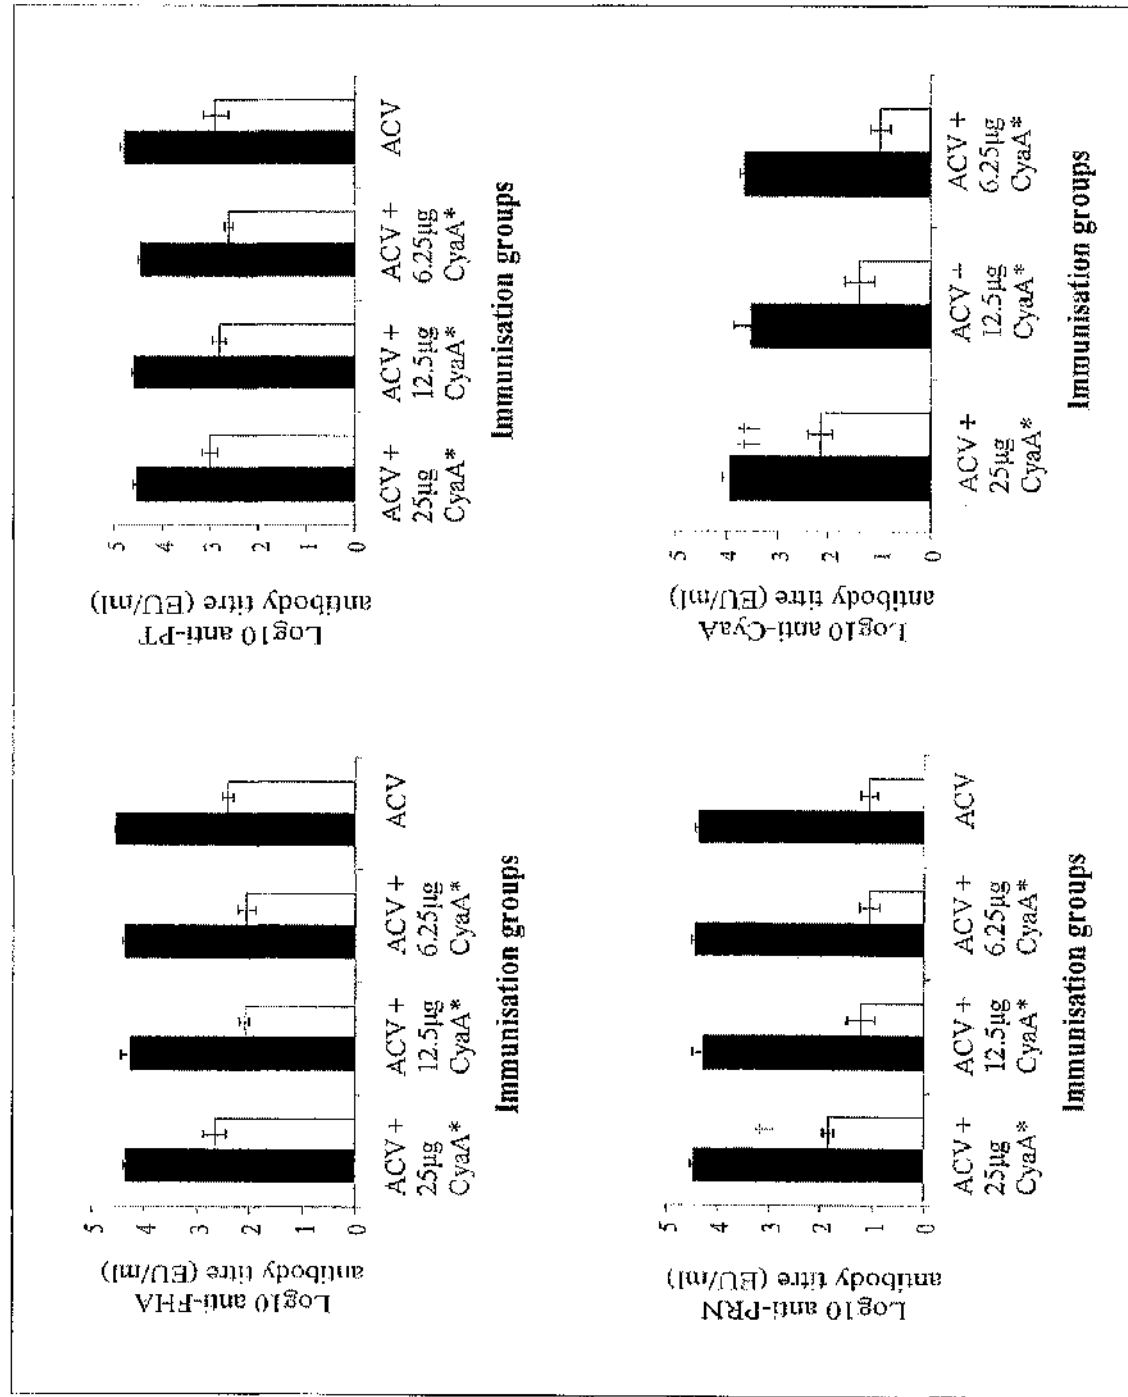 Log10 anti-FHA
antibody titre (EU/ml)
5
4
3
2
1
0
ACV + ACV + ACV + ACV
25µg 12.5µg 6.25µg
CyaA* CyaA* CyaA*
Immunisation groups
Log10 anti-PT
antibody titre (EU/ml)
5
4
3
2
1
0
ACV + ACV + ACV + ACV
25µg 12.5µg 6.25µg
CyaA* CyaA* CyaA*
Immunisation groups
Log10 anti-PRN
antibody titre (EU/ml)
5
4
3
2
1
0
†
ACV + ACV + ACV + ACV
25µg 12.5µg 6.25µg
CyaA* CyaA* CyaA*
Immunisation groups
Log10 anti-CyaA
antibody titre (EU/ml)
5
4
3
2
1
0
††
ACV + ACV + ACV +
25µg 12.5µg 6.25µg
CyaA* CyaA* CyaA*
Immunisation groups